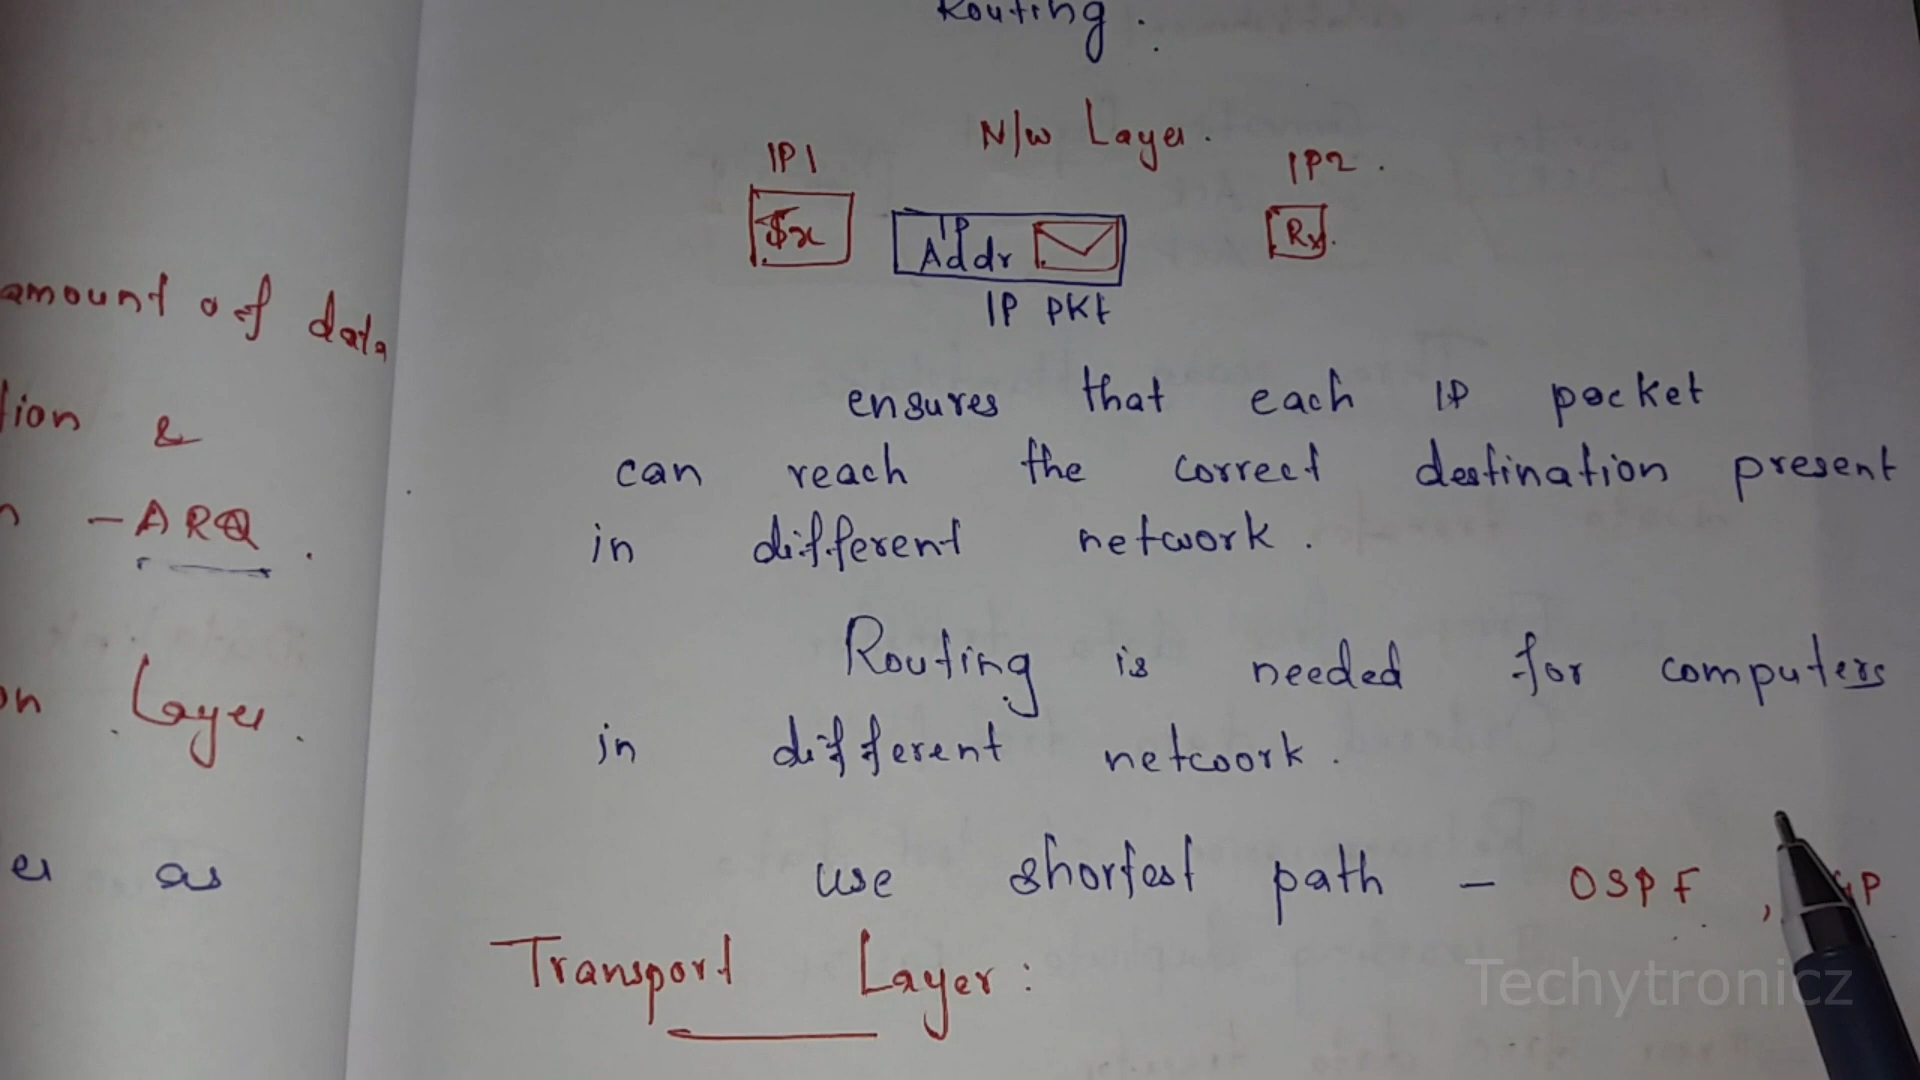 amount of data
tion &
n - ARQ .
on Layer .
er as
Routing .
N/w Layer .
IP1
IP2 .
IP
Addr
Rx
IP PKt
ensures that each IP packet
can reach the correct destination present
in different network .
Routing is needed for computers
in different network .
use shortest path - OSPF ,
Transport Layer :
Techytronicz